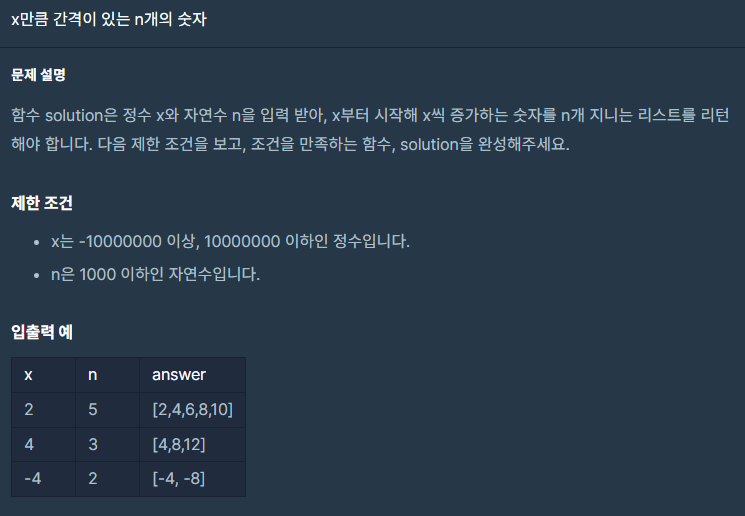 x만큼 간격이 있는 n개의 숫자
문제 설명
함수 solution은 정수 x와 자연수 n을 입력 받아, x부터 시작해 x씩 증가하는 숫자를 n개 지니는 리스트를 리턴
해야 합니다. 다음 제한 조건을 보고, 조건을 만족하는 함수, solution을 완성해주세요.
제한 조건
• x는 -10000000 이상, 10000000 이하인 정수입니다.
• n은 1000 이하인 자연수입니다.
입출력 예
x n answer
2 5 [2,4,6,8,10]
4 3 [4,8,12]
-4 2 [-4, -8]